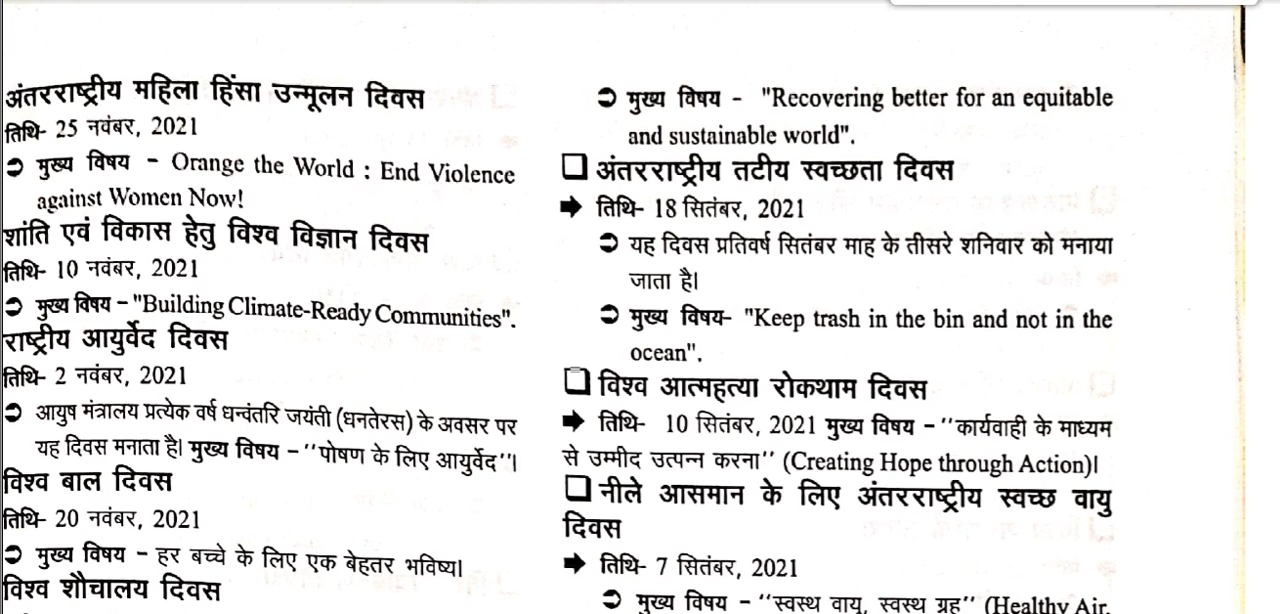 अंतरराष्ट्रीय महिला हिंसा उन्मूलन दिवस
तिथि- 25 नवंबर, 2021
➲ मुख्य विषय - Orange the World : End Violence
against Women Now!
शांति एवं विकास हेतु विश्व विज्ञान दिवस
तिथि- 10 नवंबर, 2021
➲ मुख्य विषय - "Building Climate-Ready Communities".
राष्ट्रीय आयुर्वेद दिवस
तिथि- 2 नवंबर, 2021
➲ आयुष मंत्रालय प्रत्येक वर्ष धन्वंतरि जयंती (धनतेरस) के अवसर पर
यह दिवस मनाता है। मुख्य विषय - ‘‘पोषण के लिए आयुर्वेद’’।
विश्व बाल दिवस
तिथि- 20 नवंबर, 2021
➲ मुख्य विषय - हर बच्चे के लिए एक बेहतर भविष्य।
विश्व शौचालय दिवस
➲ मुख्य विषय - "Recovering better for an equitable
and sustainable world".
❑ अंतरराष्ट्रीय तटीय स्वच्छता दिवस
➡ तिथि- 18 सितंबर, 2021
➲ यह दिवस प्रतिवर्ष सितंबर माह के तीसरे शनिवार को मनाया
जाता है।
➲ मुख्य विषय- "Keep trash in the bin and not in the
ocean".
❑ विश्व आत्महत्या रोकथाम दिवस
➡ तिथि- 10 सितंबर, 2021 मुख्य विषय - ‘‘कार्यवाही के माध्यम
से उम्मीद उत्पन्न करना’’ (Creating Hope through Action)।
❑ नीले आसमान के लिए अंतरराष्ट्रीय स्वच्छ वायु
दिवस
➡ तिथि- 7 सितंबर, 2021
➲ मुख्य विषय - ‘‘स्वस्थ वायु, स्वस्थ ग्रह’’ (Healthy Air,